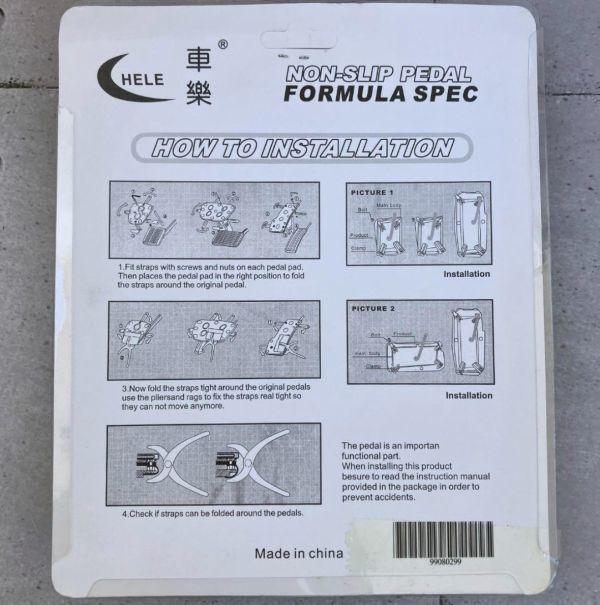 HELE
車樂®
NON-SLIP PEDAL
FORMULA SPEC
HOW TO INSTALLATION
1.Fit straps with screws and nuts on each pedal pad.
Then places the pedal pad in the right position to fold
the straps around the original pedal.
PICTURE 1
Main body
Bolt
Product
Clamp
Installation
3.Now fold the straps tight around the original pedals
use the pliersand rags to fix the straps real tight so
they can not move anymore.
PICTURE 2
Bolt Product
main body
Clamp
Installation
4.Check if straps can be folded around the pedals.
The pedal is an importan
functional part.
When installing this product
besure to read the instruction manual
provided in the package in order to
prevent accidents.
Made in china
99080299